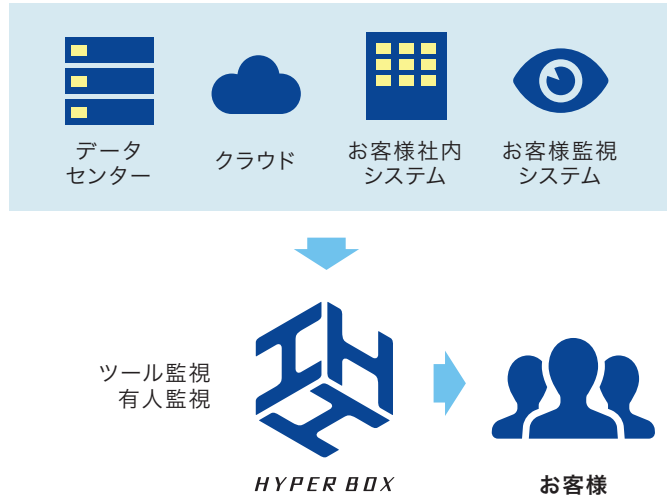 データ
センター
クラウド
お客様社内
システム
お客様監視
システム
ツール監視
有人監視
HYPER BOX
お客様